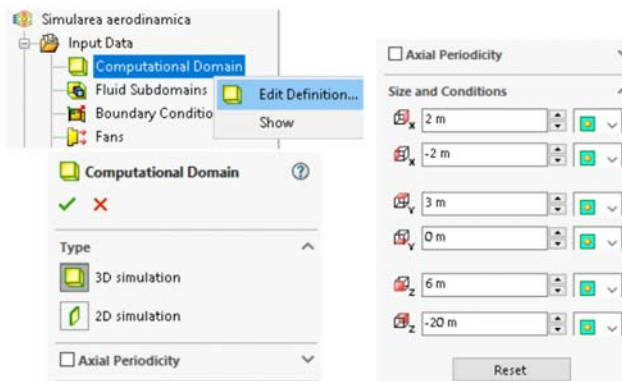 Simularea aerodinamica
Input Data
Computational Domain
Fluid Subdomains
Edit Definition...
Boundary Conditio
Show
Fans
Computational Domain
Type
3D simulation
2D simulation
Axial Periodicity
Axial Periodicity
Size and Conditions
X 2 m
X -2 m
Y 3 m
Y 0 m
Z 6 m
Z -20 m
Reset